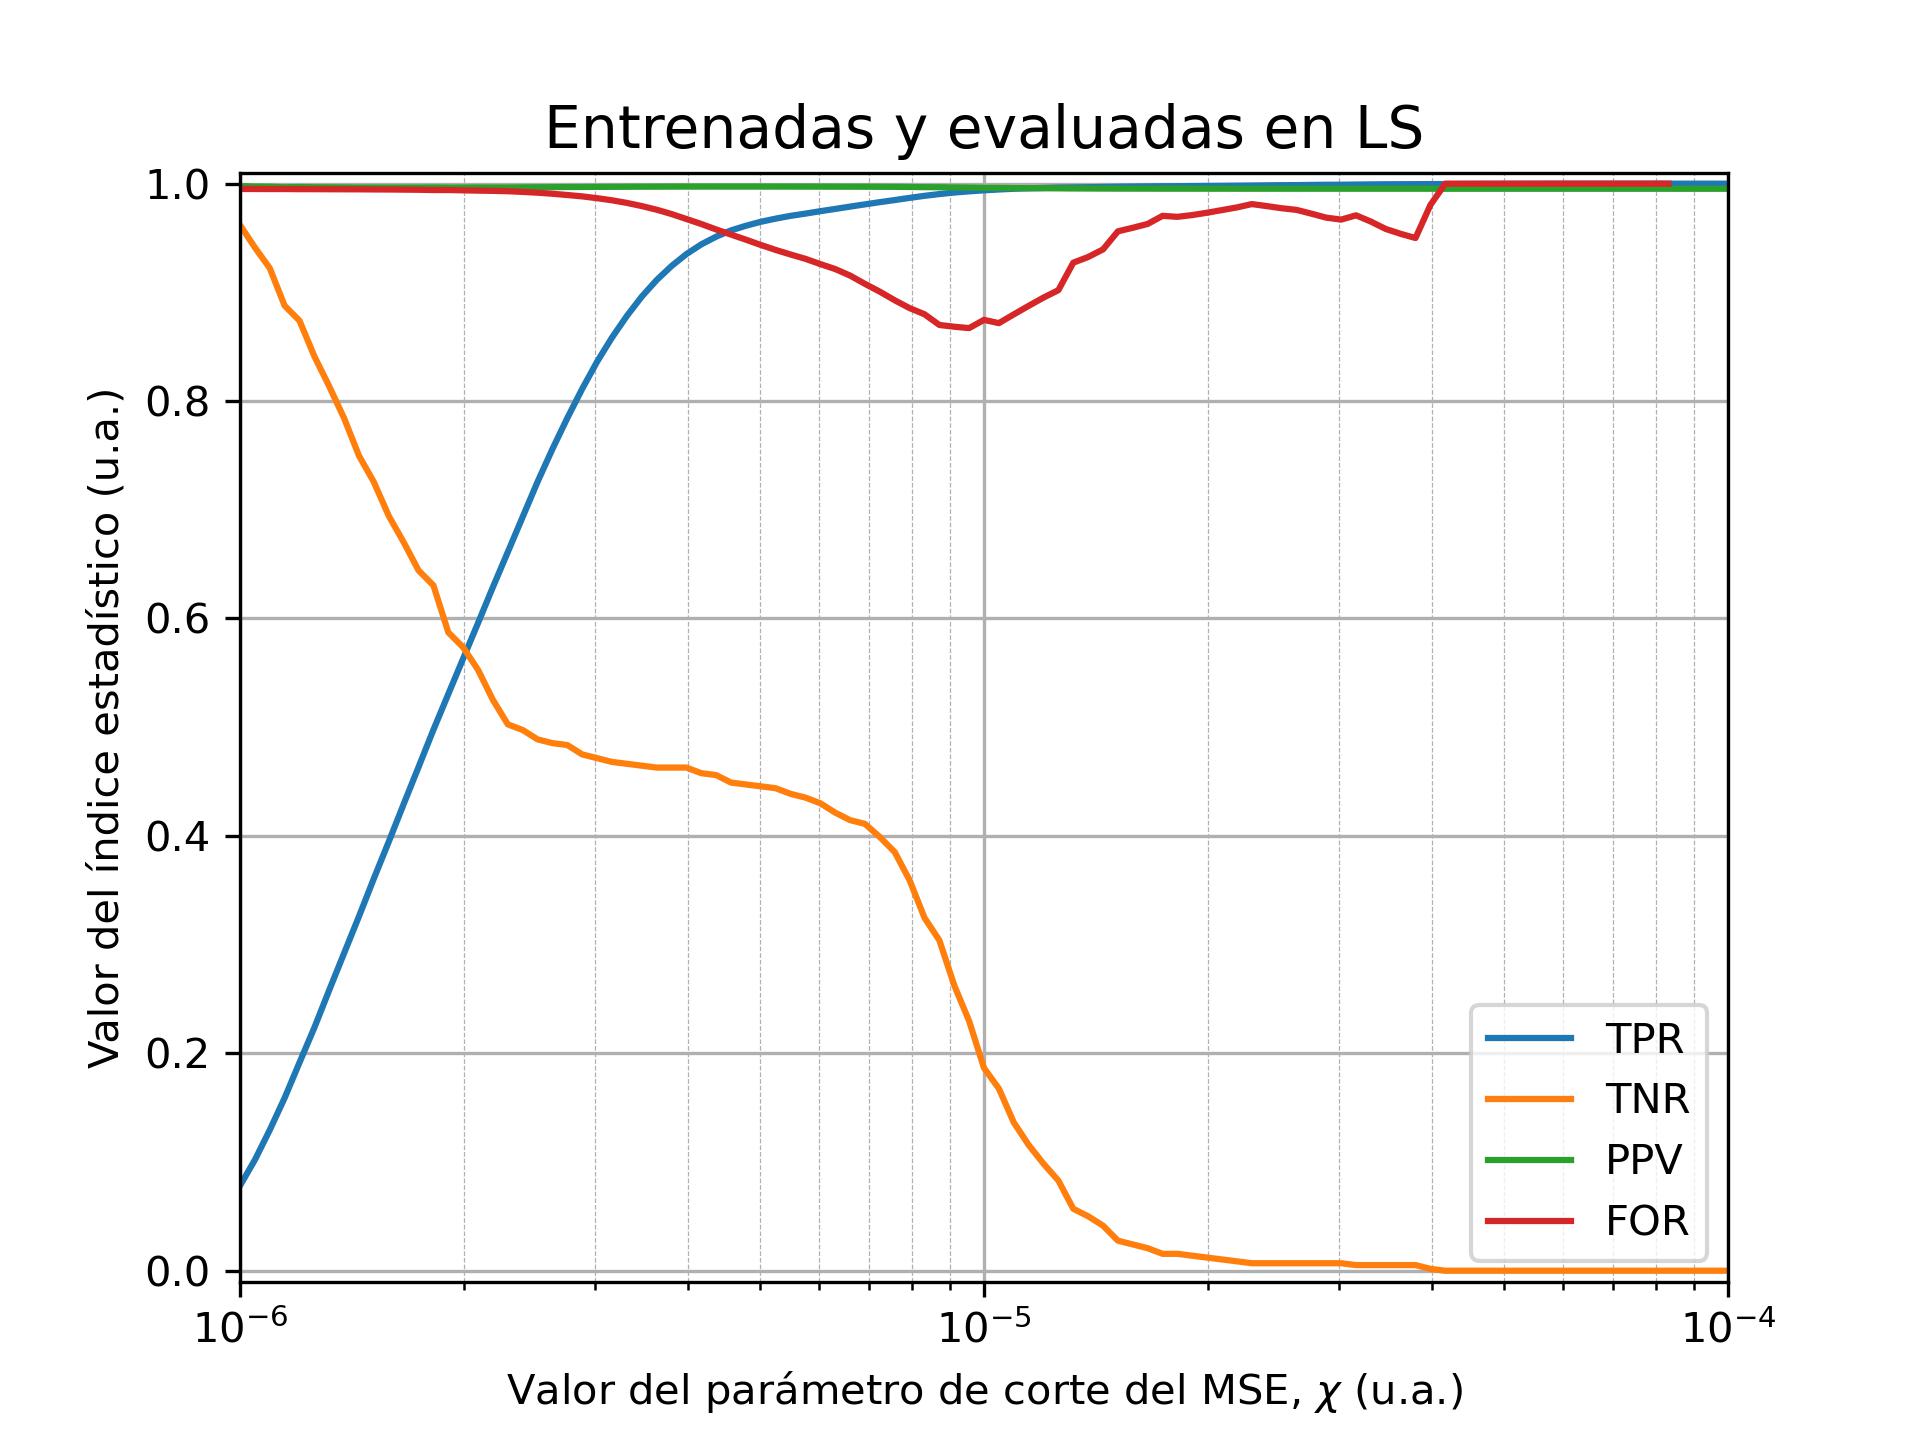 Entrenadas y evaluadas en LS
Valor del índice estadístico (u.a.)
1.0
0.8
0.6
0.4
0.2
0.0
10⁻⁶
10⁻⁵
10⁻⁴
Valor del parámetro de corte del MSE, χ (u.a.)
TPR
TNR
PPV
FOR